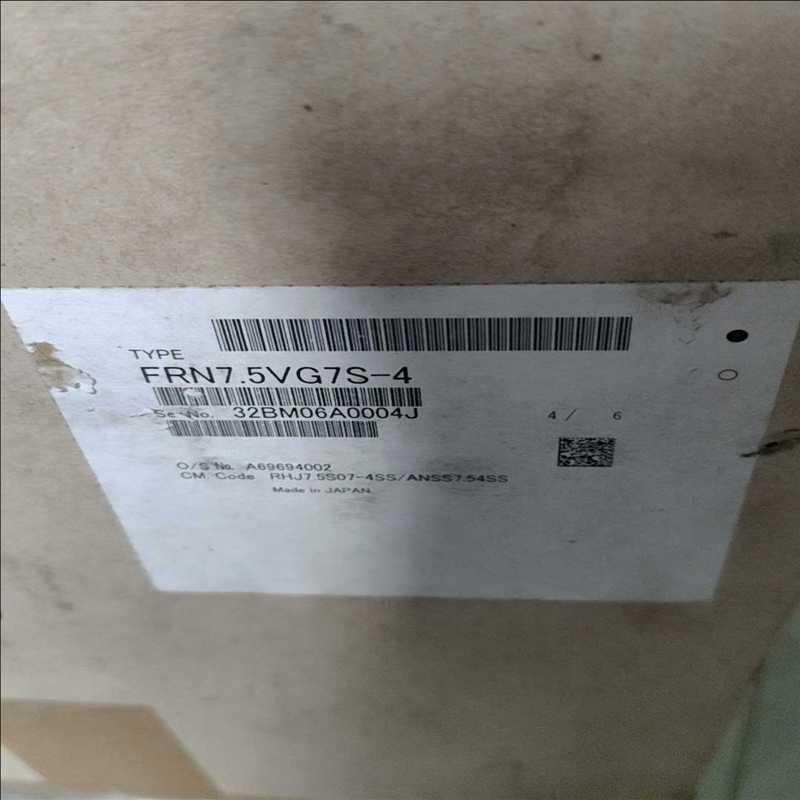 TYPE
FRN7.5VG7S-4
Se No. 32BM06A0004J
4 / 6
O/S No. A69694002
CM Code RHJ7.5S07-4SS/ANSS7.54SS
Made in JAPAN